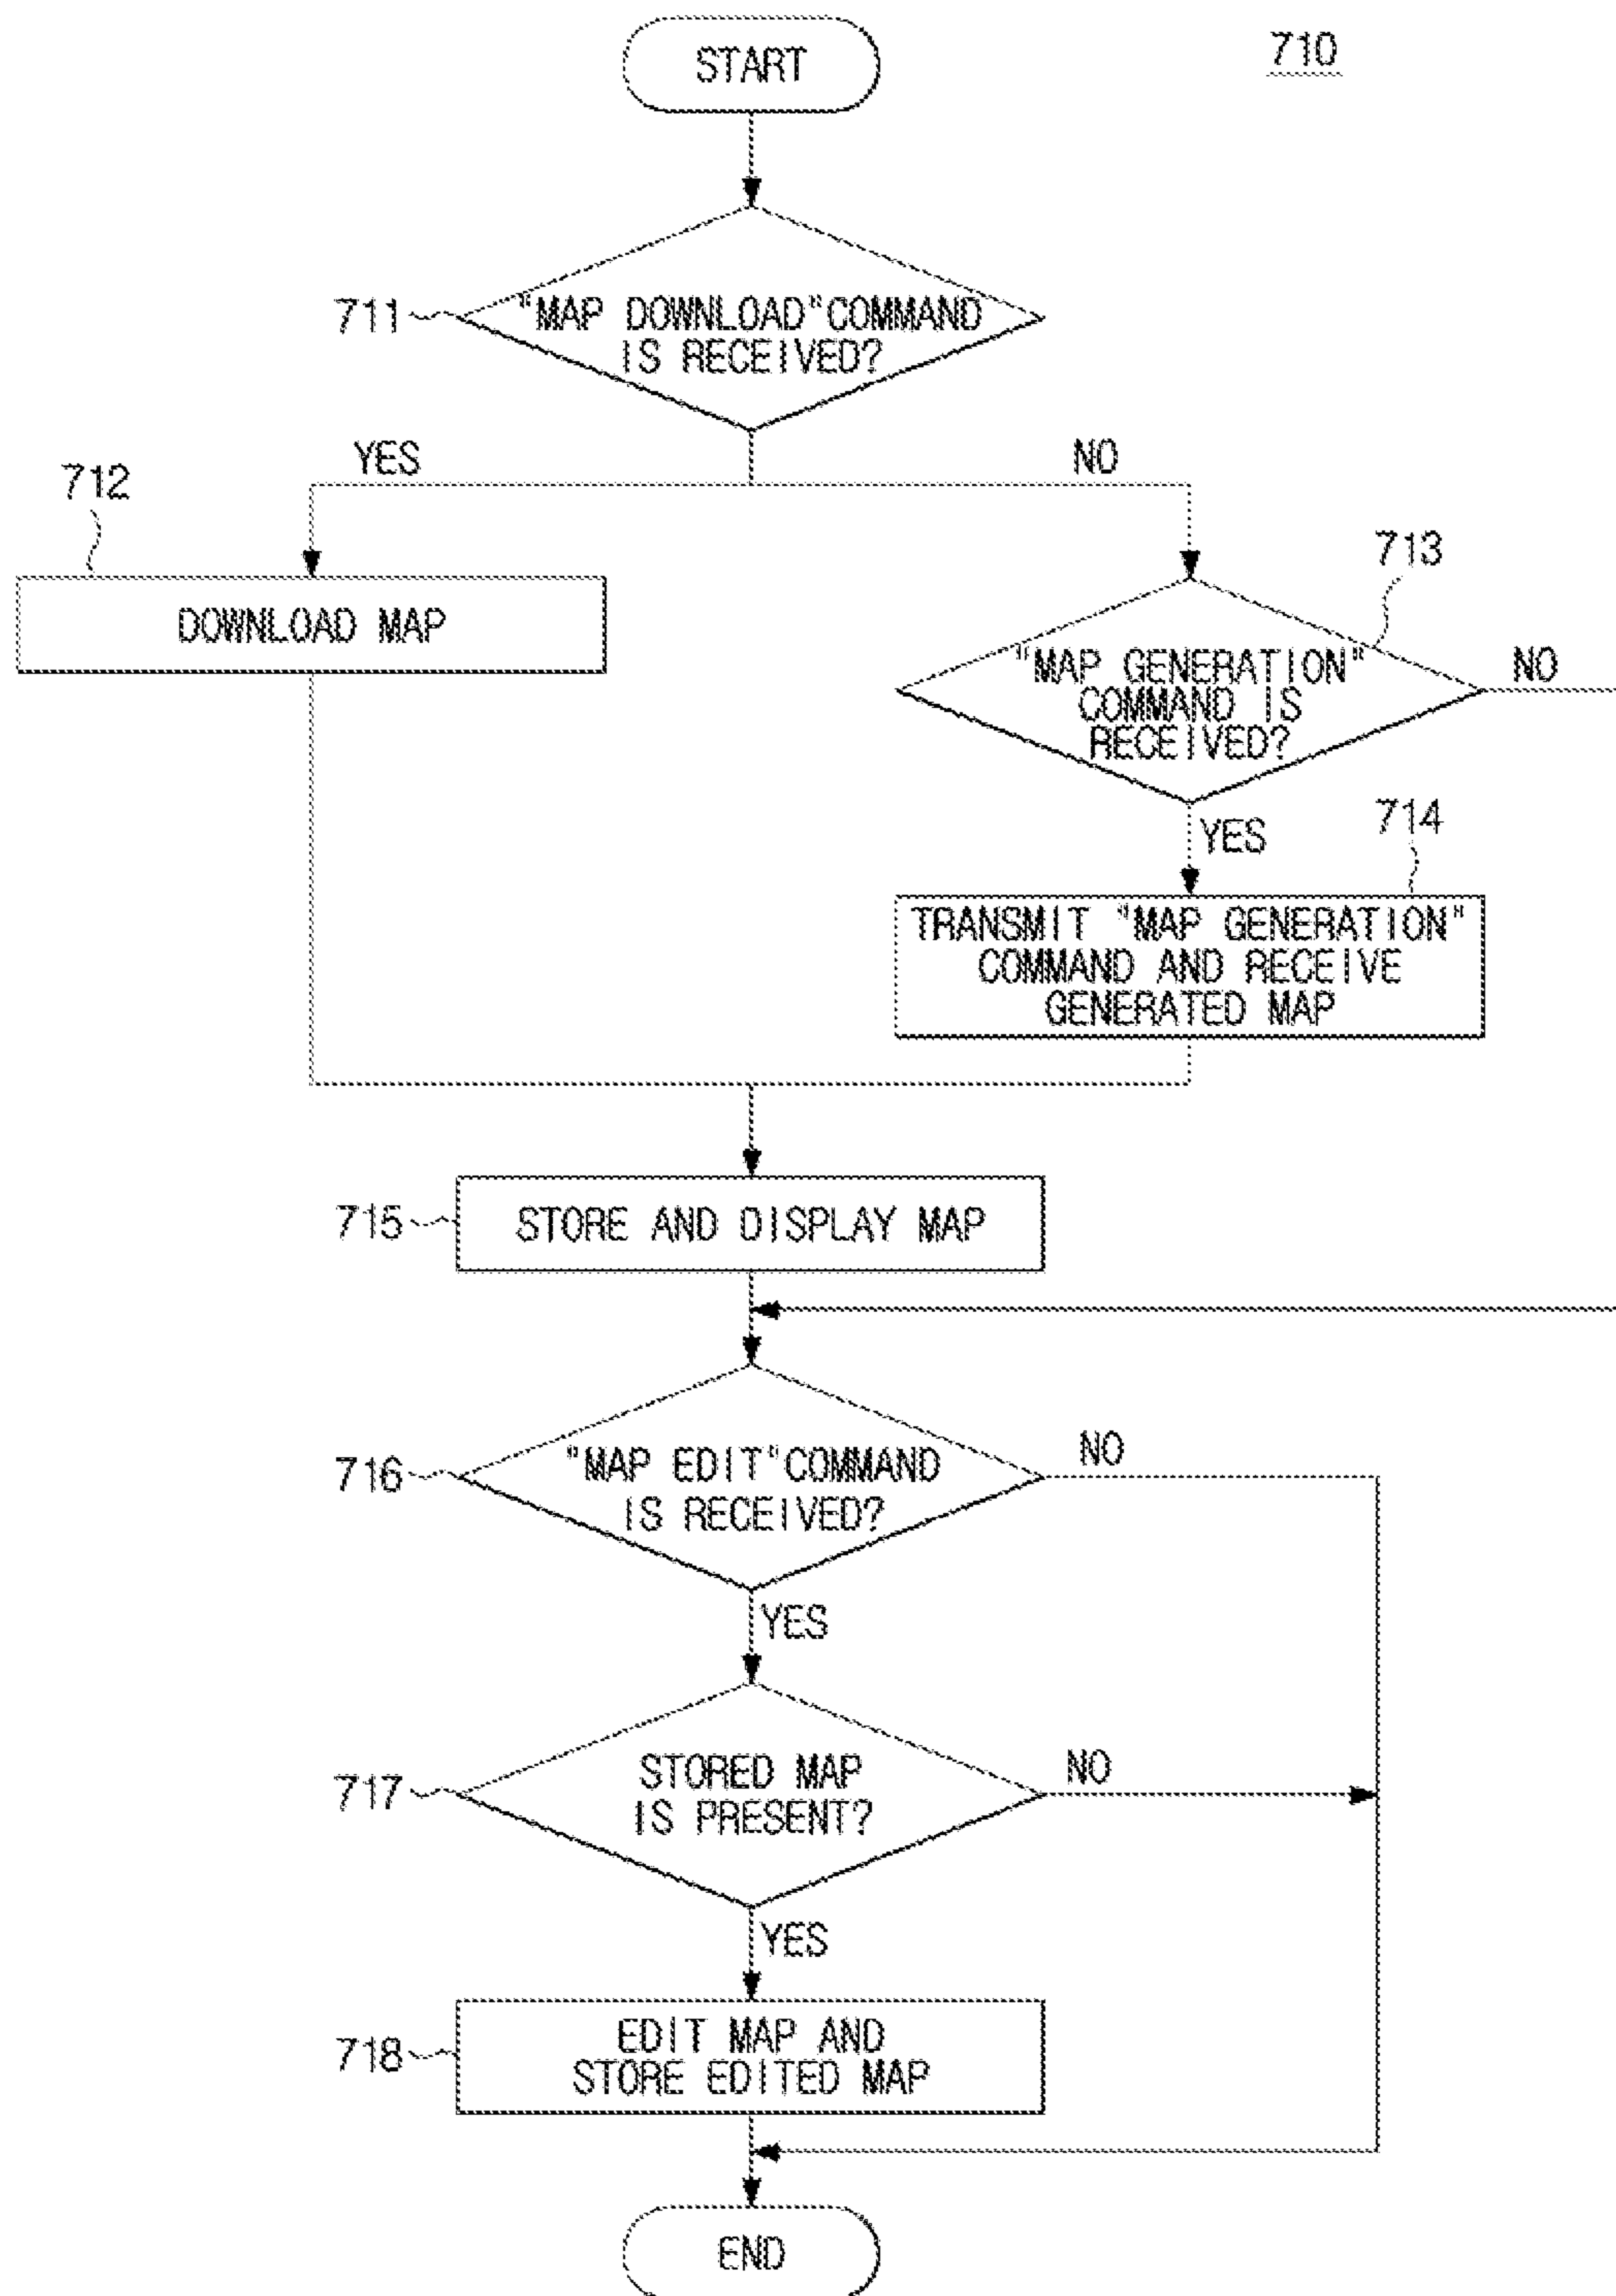 710
START
711
"MAP DOWNLOAD"COMMAND
IS RECEIVED?
YES
NO
712
DOWNLOAD MAP
713
"MAP GENERATION"
COMMAND IS
RECEIVED?
NO
YES
714
TRANSMIT "MAP GENERATION"
COMMAND AND RECEIVE
GENERATED MAP
715
STORE AND DISPLAY MAP
716
"MAP EDIT"COMMAND
IS RECEIVED?
NO
YES
717
STORED MAP
IS PRESENT?
NO
YES
718
EDIT MAP AND
STORE EDITED MAP
END